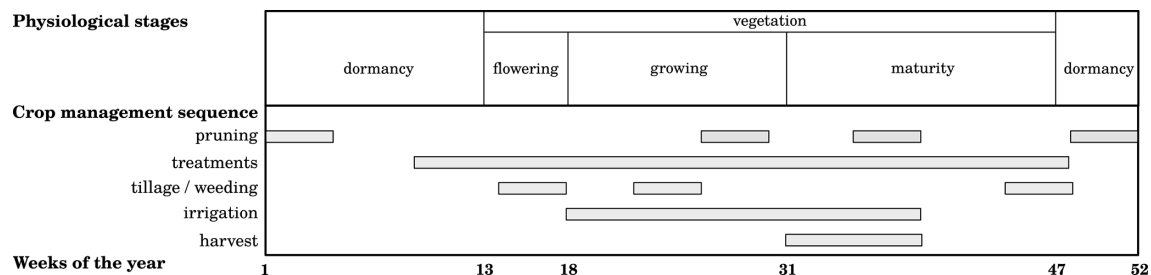 Physiological stages
vegetation
dormancy
flowering
growing
maturity
dormancy
Crop management sequence
pruning
treatments
tillage / weeding
irrigation
harvest
Weeks of the year
1 13 18 31 47 52